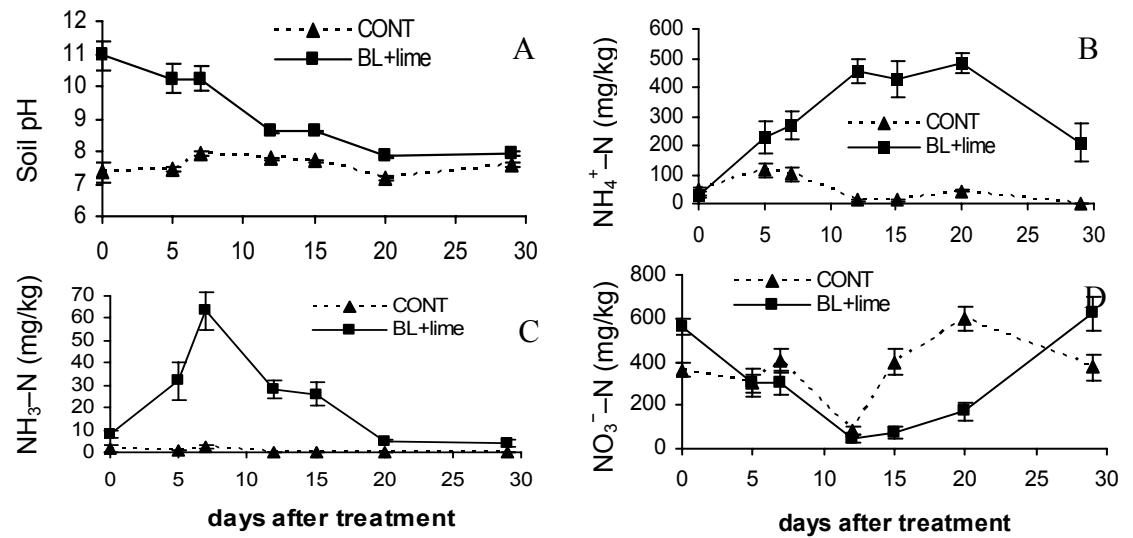 12
11
10
9
8
7
6
Soil pH
CONT
BL+lime
A
0 5 10 15 20 25 30
600
500
400
300
200
100
0
NH₄⁺–N (mg/kg)
CONT
BL+lime
B
0 5 10 15 20 25 30
70
60
50
40
30
20
10
0
NH₃–N (mg/kg)
CONT
BL+lime
C
0 5 10 15 20 25 30
days after treatment
800
600
400
200
0
NO₃⁻–N (mg/kg)
CONT
BL+lime
D
0 5 10 15 20 25 30
days after treatment